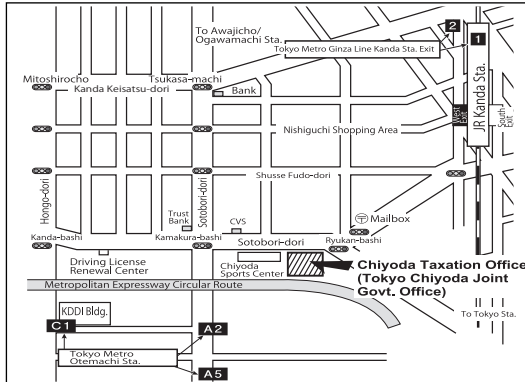 To Awajicho/
Ogawamachi Sta.
2
Tokyo Metro Ginza Line Kanda Sta. Exit
1
JR Kanda Sta.
Mitoshirocho
Tsukasa-machi
Kanda Keisatsu-dori
Bank
West Exit
South Exit
Nishiguchi Shopping Area
Hongo-dori
Sotobori-dori
Shusse Fudo-dori
Trust
Bank
CVS
〒Mailbox
Kanda-bashi
Kamakura-bashi
Sotobori-dori
Ryukan-bashi
Driving License
Renewal Center
Chiyoda
Sports Center
Chiyoda Taxation Office
(Tokyo Chiyoda Joint
Govt. Office)
Metropolitan Expressway Circular Route
To Tokyo Sta.
KDDI Bldg.
C1
A2
Tokyo Metro
Otemachi Sta.
A5